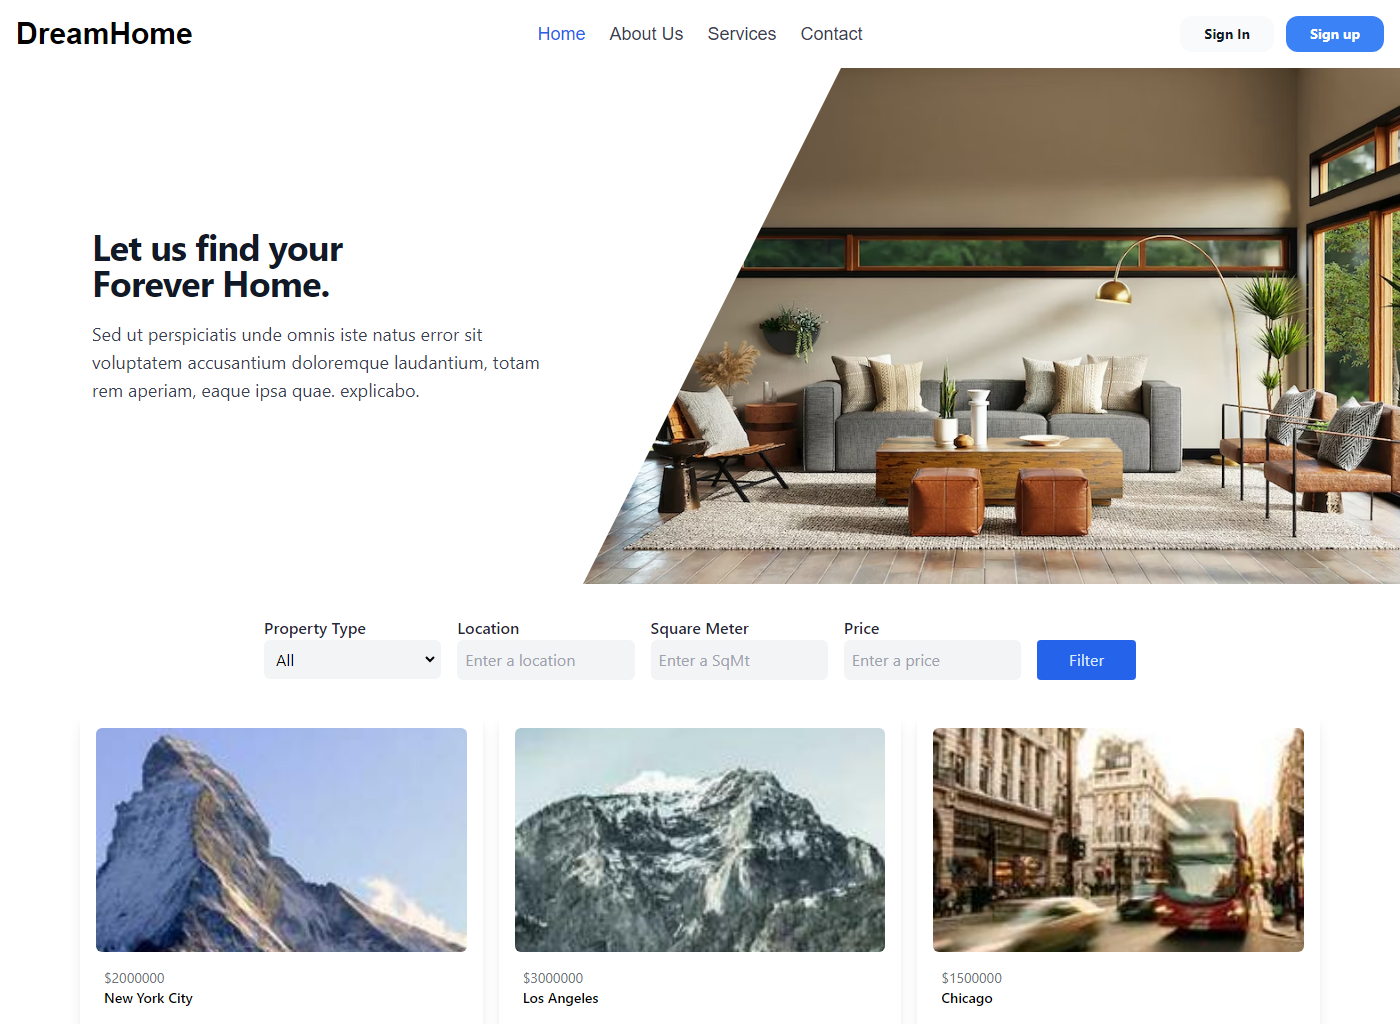 DreamHome
Home About Us Services Contact
Sign In Sign up
Let us find your
Forever Home.
Sed ut perspiciatis unde omnis iste natus error sit
voluptatem accusantium doloremque laudantium, totam
rem aperiam, eaque ipsa quae. explicabo.
Property Type Location Square Meter Price
All Enter a location Enter a SqMt Enter a price Filter
$2000000 $3000000 $1500000
New York City Los Angeles Chicago